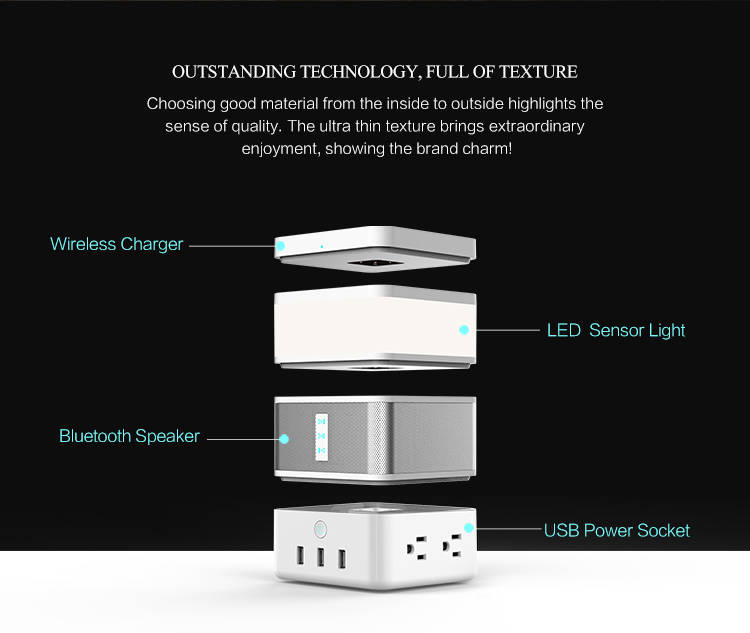 OUTSTANDING TECHNOLOGY, FULL OF TEXTURE
Choosing good material from the inside to outside highlights the
sense of quality. The ultra thin texture brings extraordinary
enjoyment, showing the brand charm!
Wireless Charger
LED Sensor Light
Bluetooth Speaker
USB Power Socket